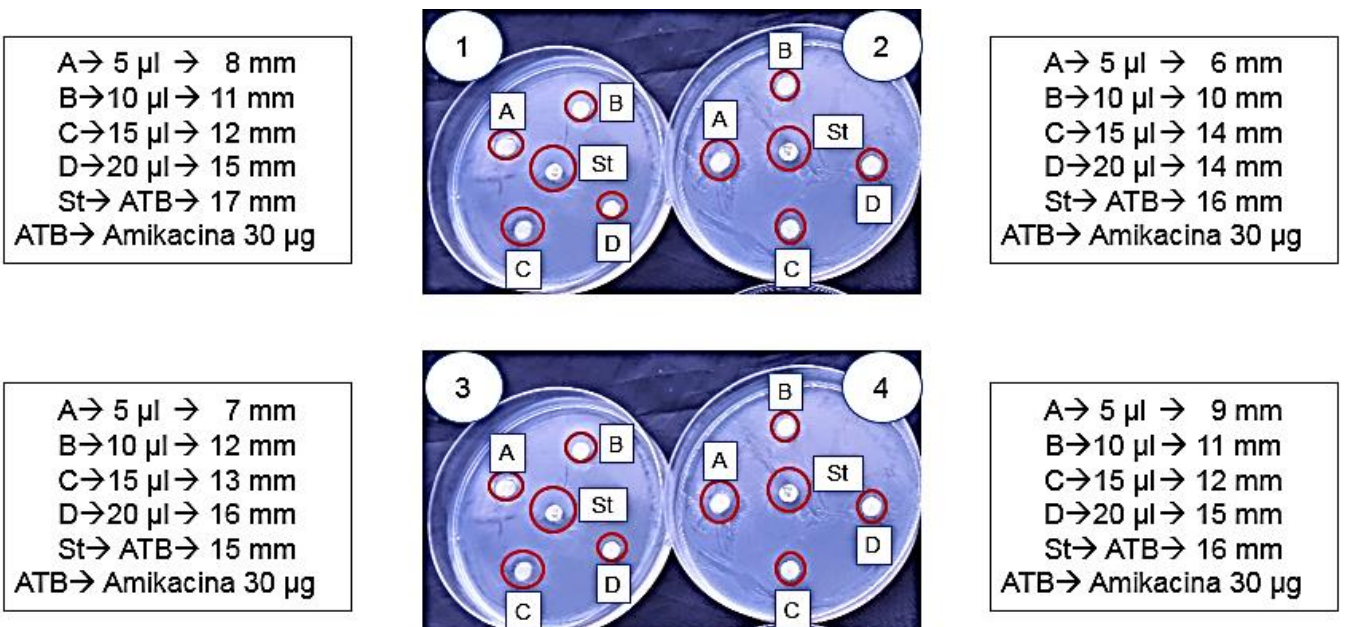 A→ 5 µl → 8 mm
B→10 µl→ 11 mm
C→15 µl→ 12 mm
D→20 µl→ 15 mm
St→ ATB→ 17 mm
ATB→ Amikacina 30 µg
1
2
A
B
St
C
D
B
A
St
D
C
A→ 5 µl → 6 mm
B→10 µl→ 10 mm
C→15 µl→ 14 mm
D→20 µl→ 14 mm
St→ ATB→ 16 mm
ATB→ Amikacina 30 µg
A→ 5 µl → 7 mm
B→10 µl→ 12 mm
C→15 µl→ 13 mm
D→20 µl→ 16 mm
St→ ATB→ 15 mm
ATB→ Amikacina 30 µg
3
4
A
B
St
C
D
B
A
St
D
C
A→ 5 µl → 9 mm
B→10 µl→ 11 mm
C→15 µl→ 12 mm
D→20 µl→ 15 mm
St→ ATB→ 16 mm
ATB→ Amikacina 30 µg